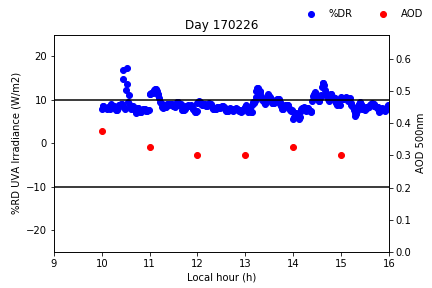 %DR AOD
Day 170226
%RD UVA Irradiance (W/m2)
20
10
0
−10
−20
0.6
0.5
0.4
0.3
0.2
0.1
0.0
AOD 500nm
9 10 11 12 13 14 15 16
Local hour (h)